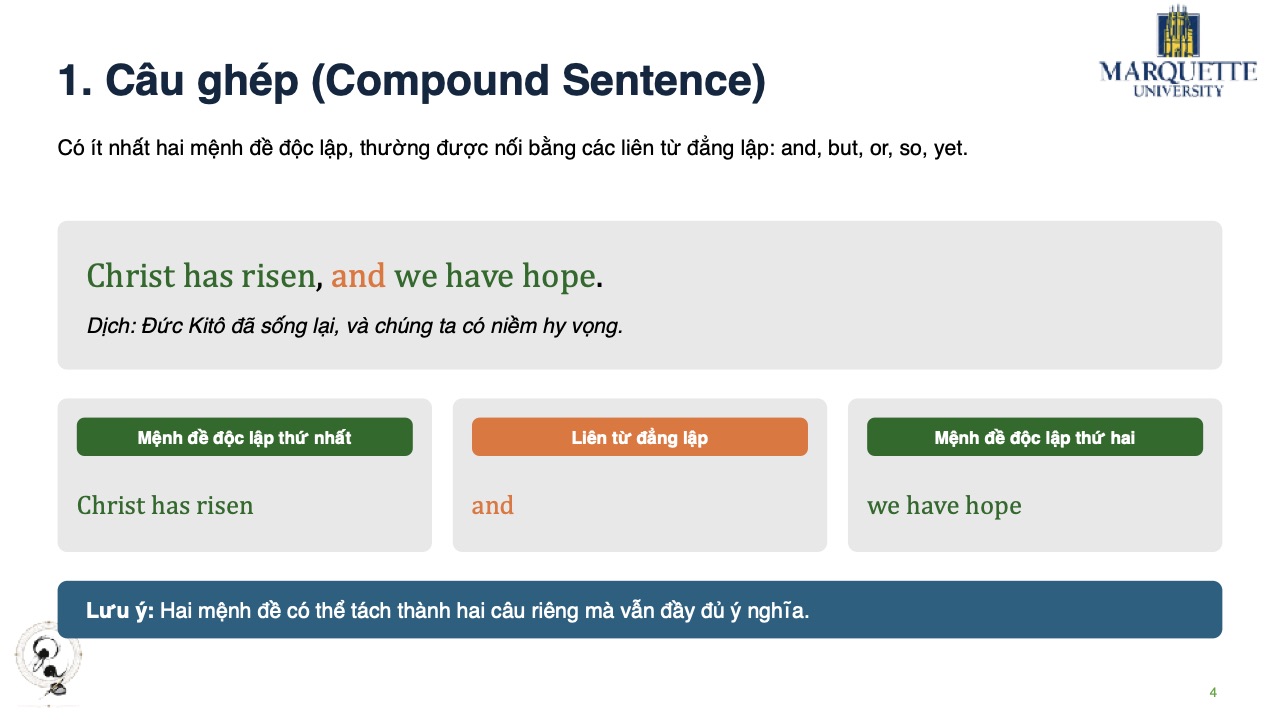 MARQUETTE
UNIVERSITY
1. Câu ghép (Compound Sentence)
Có ít nhất hai mệnh đề độc lập, thường được nối bằng các liên từ đẳng lập: and, but, or, so, yet.
Christ has risen, and we have hope.
Dịch: Đức Kitô đã sống lại, và chúng ta có niềm hy vọng.
Mệnh đề độc lập thứ nhất
Christ has risen
Liên từ đẳng lập
and
Mệnh đề độc lập thứ hai
we have hope
Lưu ý: Hai mệnh đề có thể tách thành hai câu riêng mà vẫn đầy đủ ý nghĩa.
4